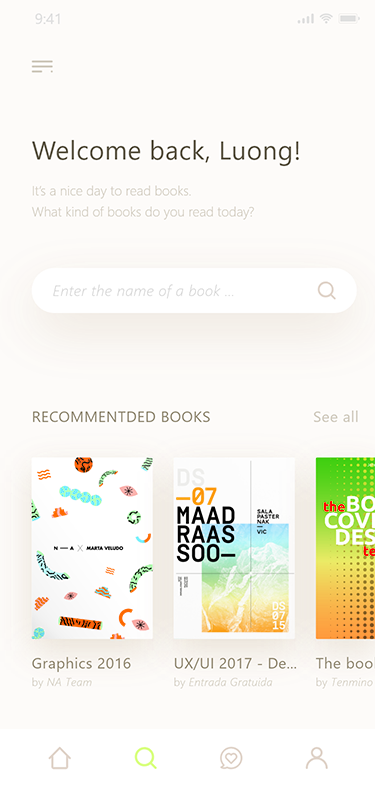 9:41
Welcome back, Luong!
It's a nice day to read books.
What kind of books do you read today?
Enter the name of a book ...
RECOMMENTDED BOOKS
See all
N — A × MARTA VELUDO
DS
—07
MAAD
RAAS
SOO—
SALA
PASTER
NAK
—
VIC
DS
07
15
the BO
COV
DES
te
Graphics 2016
by NA Team
UX/UI 2017 - De...
by Entrada Gratuida
The boo
by Tenmino